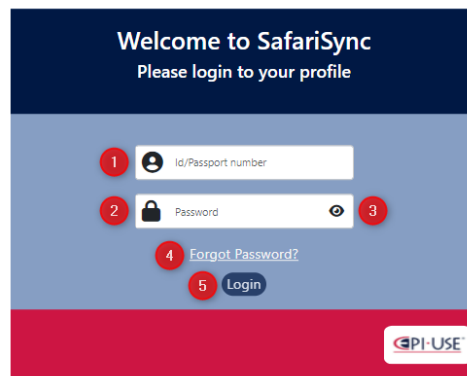 Welcome to SafariSync
Please login to your profile
1 Id/Passport number
2 Password 3
4 Forgot Password?
5 Login
EPI-USE